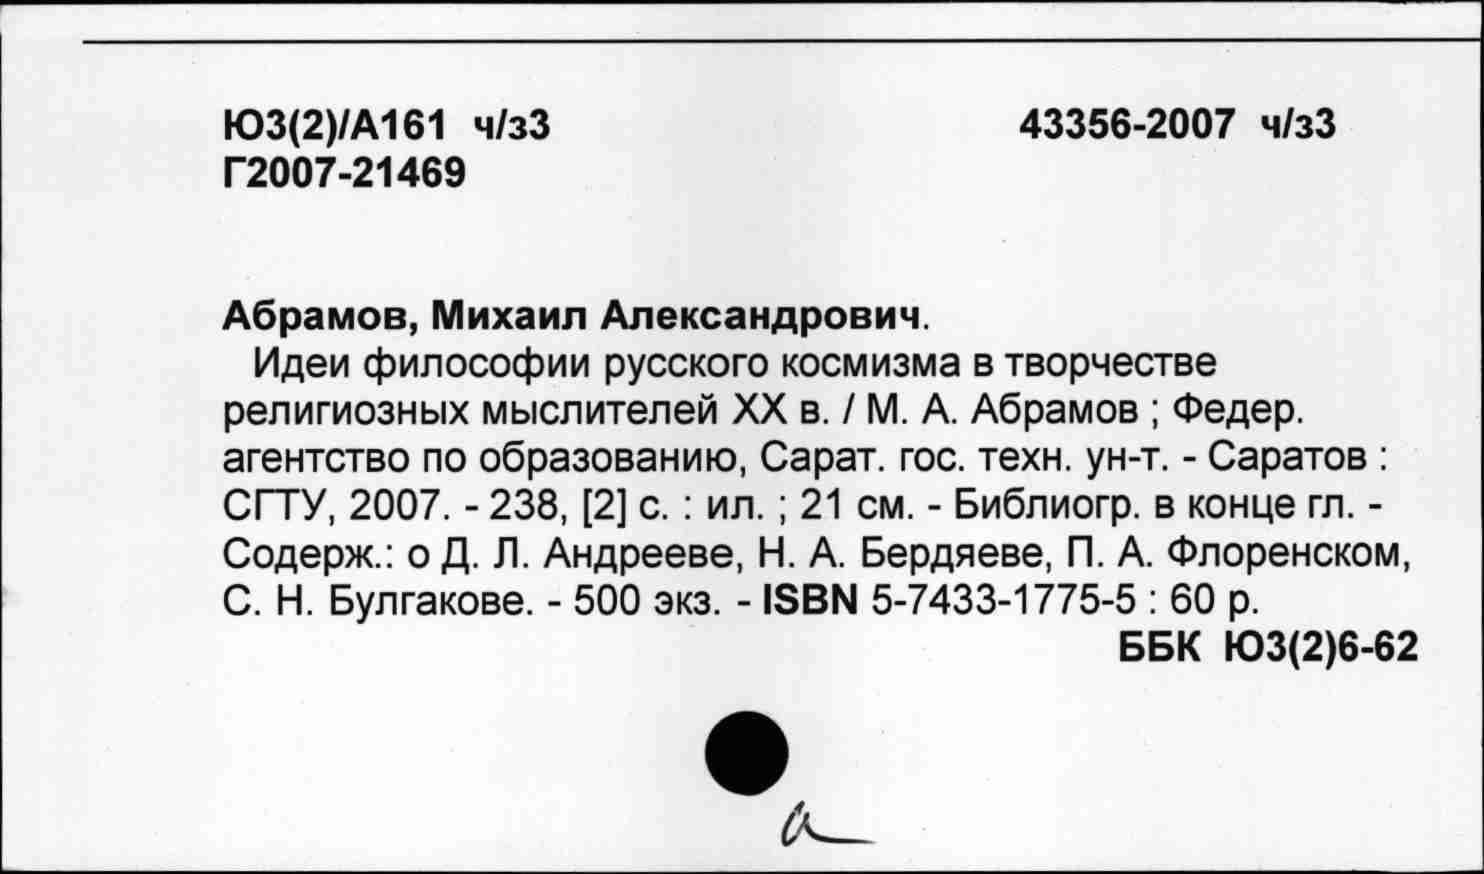 Ю3(2)/А161 ч/з3 43356-2007 ч/з3
Г2007-21469
Абрамов, Михаил Александрович.
Идеи философии русского космизма в творчестве
религиозных мыслителей XX в. / М. А. Абрамов ; Федер.
агентство по образованию, Сарат. гос. техн. ун-т. - Саратов :
СГТУ, 2007. - 238, [2] с. : ил. ; 21 см. - Библиогр. в конце гл. -
Содерж.: о Д. Л. Андрееве, Н. А. Бердяеве, П. А. Флоренском,
С. Н. Булгакове. - 500 экз. - ISBN 5-7433-1775-5 : 60 р.
ББК Ю3(2)6-62